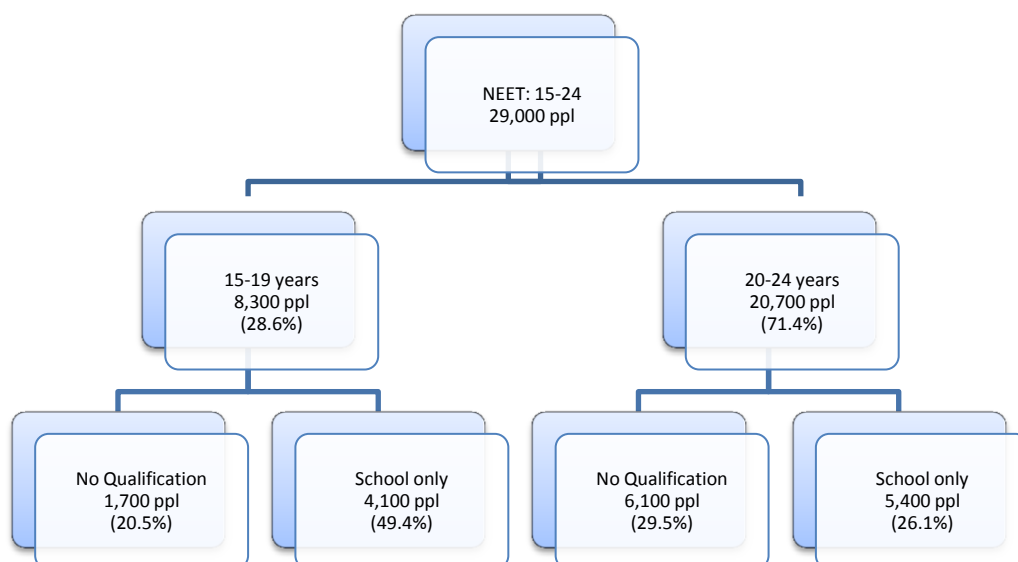 NEET: 15-24
29,000 ppl
15-19 years
8,300 ppl
(28.6%)
20-24 years
20,700 ppl
(71.4%)
No Qualification
1,700 ppl
(20.5%)
School only
4,100 ppl
(49.4%)
No Qualification
6,100 ppl
(29.5%)
School only
5,400 ppl
(26.1%)